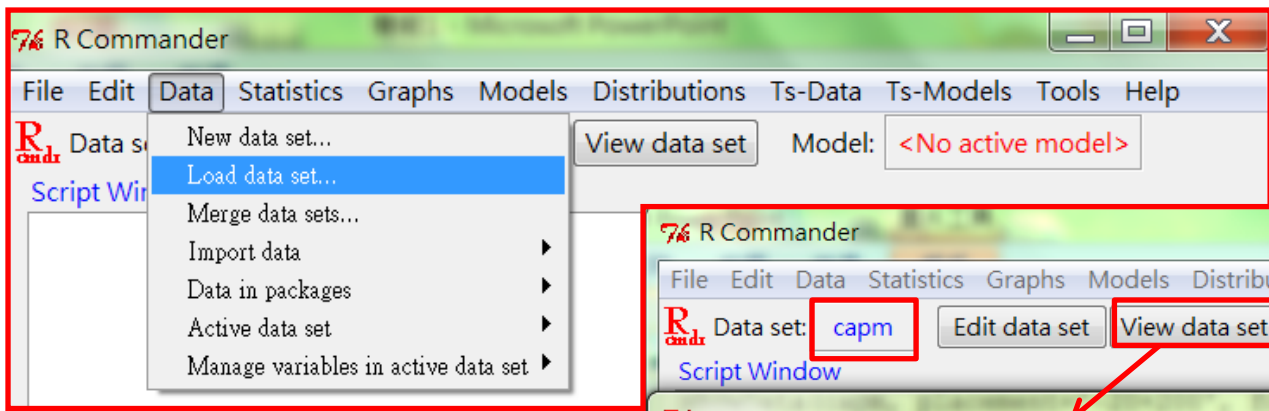 R Commander
File Edit Data Statistics Graphs Models Distributions Ts-Data Ts-Models Tools Help
R cmdr Data s View data set Model: <No active model>
Script Wir
New data set...
Load data set...
Merge data sets...
Import data
Data in packages
Active data set
Manage variables in active data set
R Commander
File Edit Data Statistics Graphs Models Distribu
R cmdr Data set: capm Edit data set View data set
Script Window